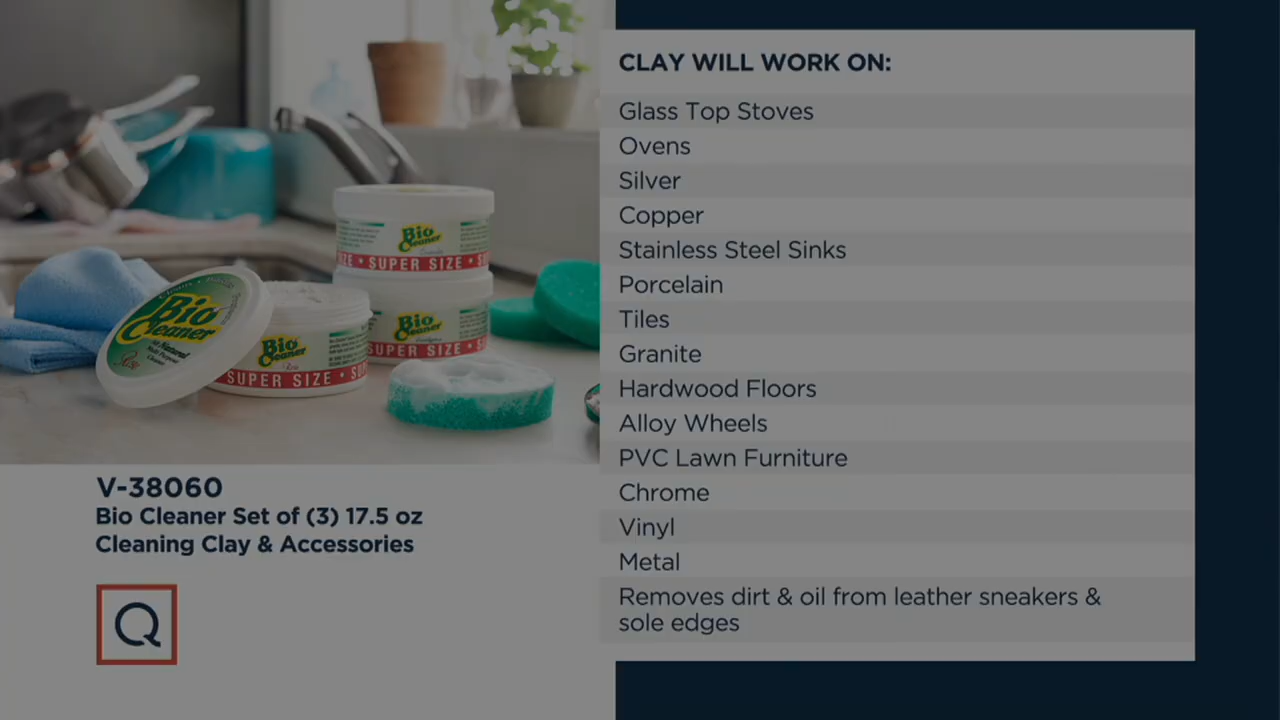 CLAY WILL WORK ON:
Glass Top Stoves
Ovens
Silver
Copper
Stainless Steel Sinks
Porcelain
Tiles
Granite
Hardwood Floors
Alloy Wheels
PVC Lawn Furniture
Chrome
Vinyl
Metal
Removes dirt & oil from leather sneakers &
sole edges
Bio
Cleaner
SUPER SIZE
Bio
Cleaner
SUPER SIZE
Bio
Cleaner
Bio
Cleaner
SUPER SIZE
V-38060
Bio Cleaner Set of (3) 17.5 oz
Cleaning Clay & Accessories
Q